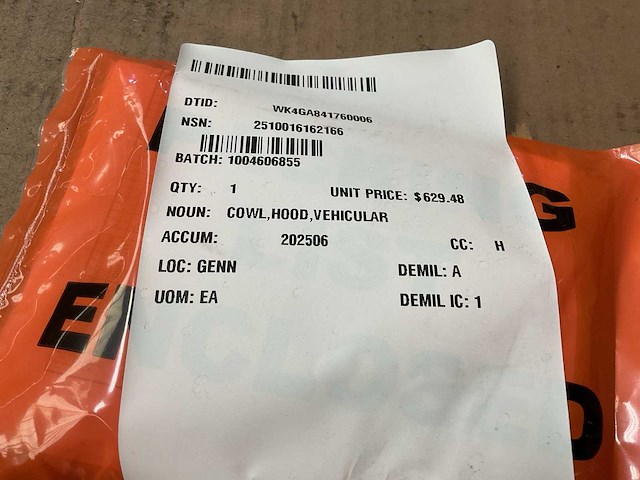 DTID: WK4GA841760006
NSN: 2510016162166
BATCH: 1004606855
QTY: 1 UNIT PRICE: $629.48
NOUN: COWL,HOOD,VEHICULAR
ACCUM: 202506 CC: H
LOC: GENN DEMIL: A
UOM: EA DEMIL IC: 1